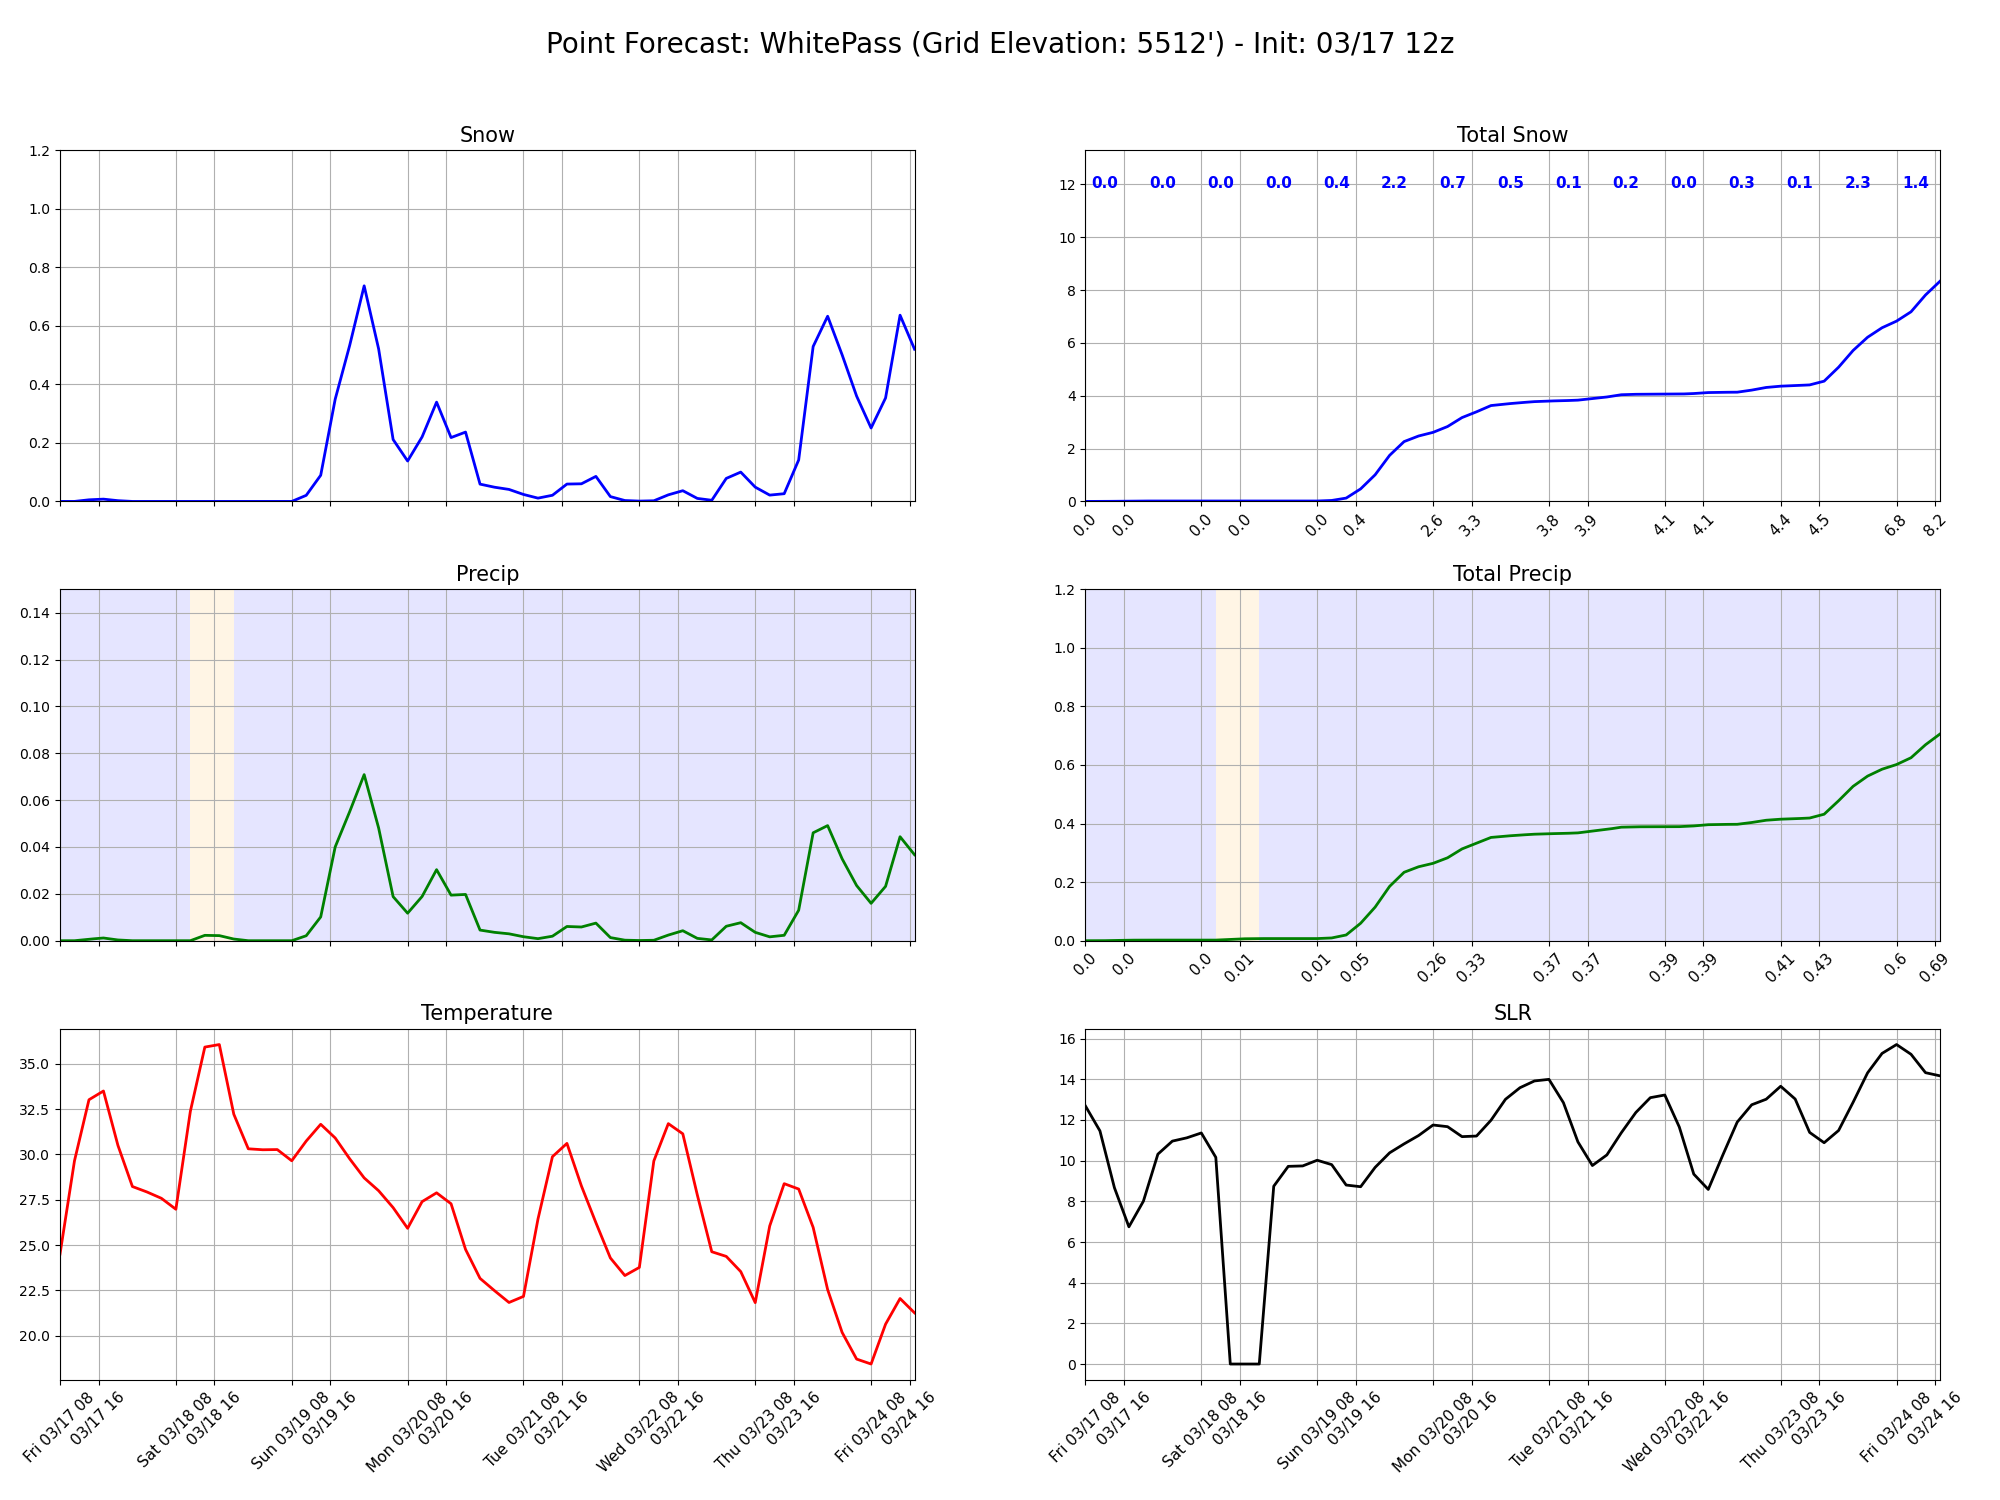 Point Forecast: WhitePass (Grid Elevation: 5512') - Init: 03/17 12z
Snow
1.2
1.0
0.8
0.6
0.4
0.2
0.0
Total Snow
0.0 0.0 0.0 0.0 0.4 2.2 0.7 0.5 0.1 0.2 0.0 0.3 0.1 2.3 1.4
12
10
8
6
4
2
0
0.0 0.0 0.0 0.0 0.0 0.4 2.6 3.3 3.8 3.9 4.1 4.1 4.4 4.5 6.8 8.2
Precip
0.14
0.12
0.10
0.08
0.06
0.04
0.02
0.00
Total Precip
1.2
1.0
0.8
0.6
0.4
0.2
0.0
0.0 0.0 0.0 0.01 0.01 0.05 0.26 0.33 0.37 0.37 0.39 0.39 0.41 0.43 0.6 0.69
Temperature
35.0
32.5
30.0
27.5
25.0
22.5
20.0
Fri 03/17 08
03/17 16
Sat 03/18 08
03/18 16
Sun 03/19 08
03/19 16
Mon 03/20 08
03/20 16
Tue 03/21 08
03/21 16
Wed 03/22 08
03/22 16
Thu 03/23 08
03/23 16
Fri 03/24 08
03/24 16
SLR
16
14
12
10
8
6
4
2
0
Fri 03/17 08
03/17 16
Sat 03/18 08
03/18 16
Sun 03/19 08
03/19 16
Mon 03/20 08
03/20 16
Tue 03/21 08
03/21 16
Wed 03/22 08
03/22 16
Thu 03/23 08
03/23 16
Fri 03/24 08
03/24 16